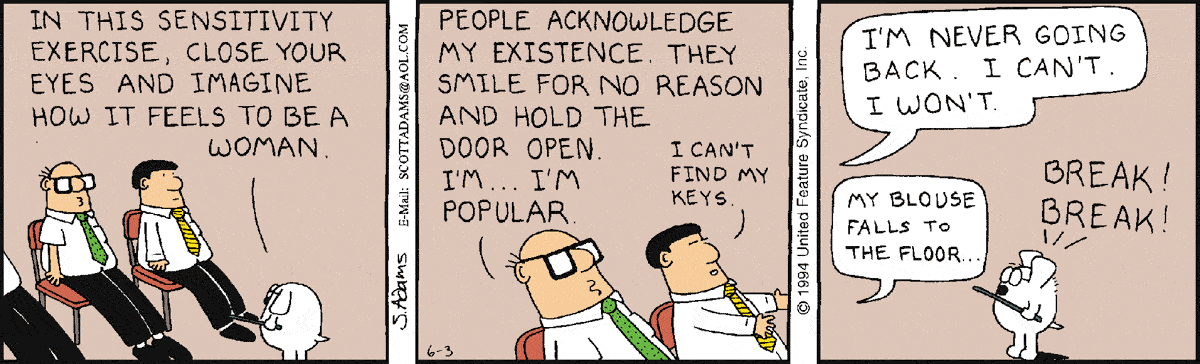 IN THIS SENSITIVITY
EXERCISE, CLOSE YOUR
EYES AND IMAGINE
HOW IT FEELS TO BE A
WOMAN.
S. Adams E-Mail: SCOTTADAMS@AOL.COM
PEOPLE ACKNOWLEDGE
MY EXISTENCE. THEY
SMILE FOR NO REASON
AND HOLD THE
DOOR OPEN.
I'M... I'M
POPULAR.
I CAN'T
FIND MY
KEYS.
6-3
© 1994 United Feature Syndicate, Inc.
I'M NEVER GOING
BACK. I CAN'T.
I WON'T.
MY BLOUSE
FALLS TO
THE FLOOR...
BREAK!
BREAK!